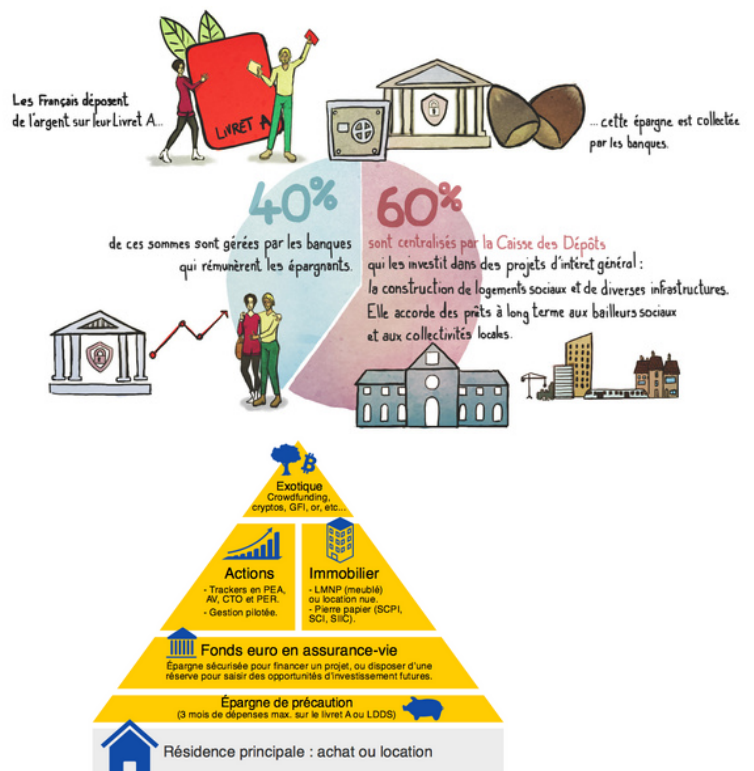 Les Français déposent
de l'argent sur leur Livret A...
LIVRET A
... cette épargne est collectée
par les banques.
40%
de ces sommes sont gérées par les banques
qui rémunèrent les épargnants.
60%
sont centralisés par la Caisse des Dépôts
qui les investit dans des projets d'intéret général :
la construction de logements sociaux et de diverses infrastructures.
Elle accorde des prêts à long terme aux bailleurs sociaux
et aux collectivités locales.
Exotique
Crowdfunding,
cryptos, GFI, or, etc...
Actions
- Trackers en PEA,
AV, CTO et PER.
- Gestion pilotée.
Immobilier
- LMNP (meublé)
ou location nue.
- Pierre papier (SCPI,
SCI, SIIC).
Fonds euro en assurance-vie
Épargne sécurisée pour financer un projet, ou disposer d'une
réserve pour saisir des opportunités d'investissement futures.
Épargne de précaution
(3 mois de dépenses max. sur le livret A ou LDDS)
Résidence principale : achat ou location